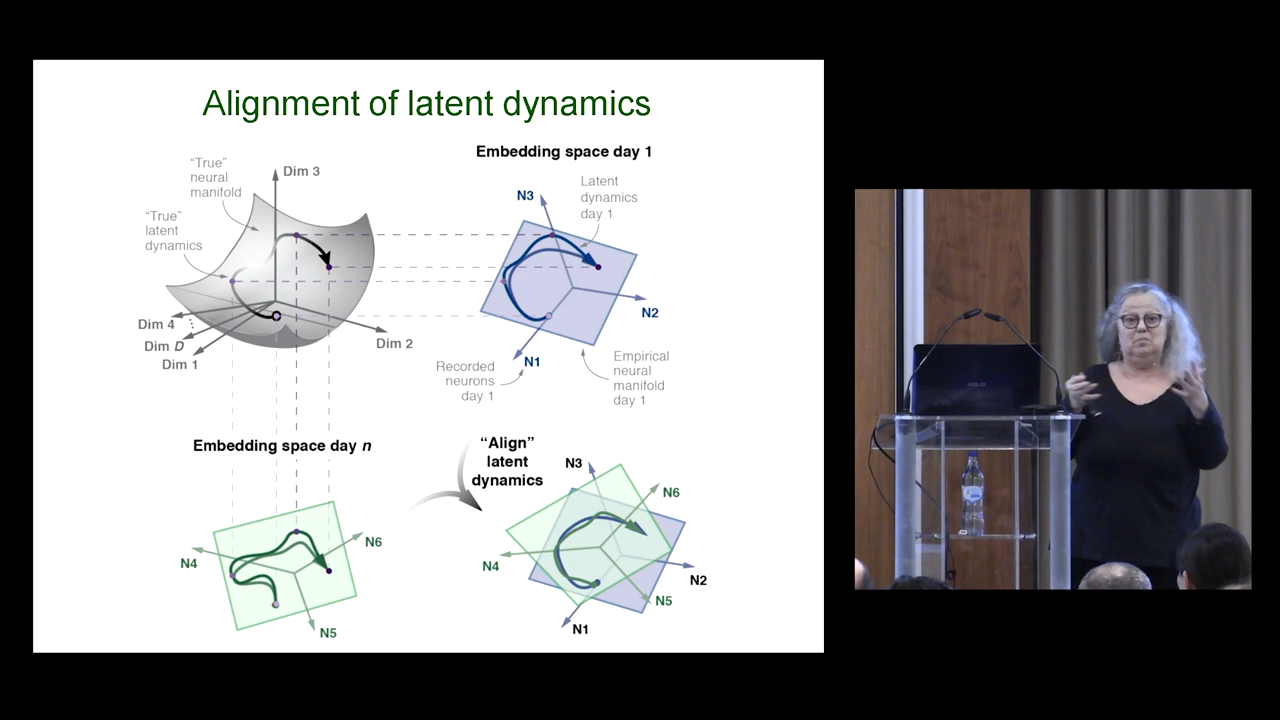 Alignment of latent dynamics
“True”
neural
manifold
Dim 3
“True”
latent
dynamics
Dim 4
Dim D
Dim 1
Dim 2
Embedding space day 1
N3
Latent
dynamics
day 1
N2
N1
Recorded
neurons
day 1
Empirical
neural
manifold
day 1
Embedding space day n
N4
N6
N5
“Align”
latent
dynamics
N3
N6
N4
N2
N5
N1
ASUS